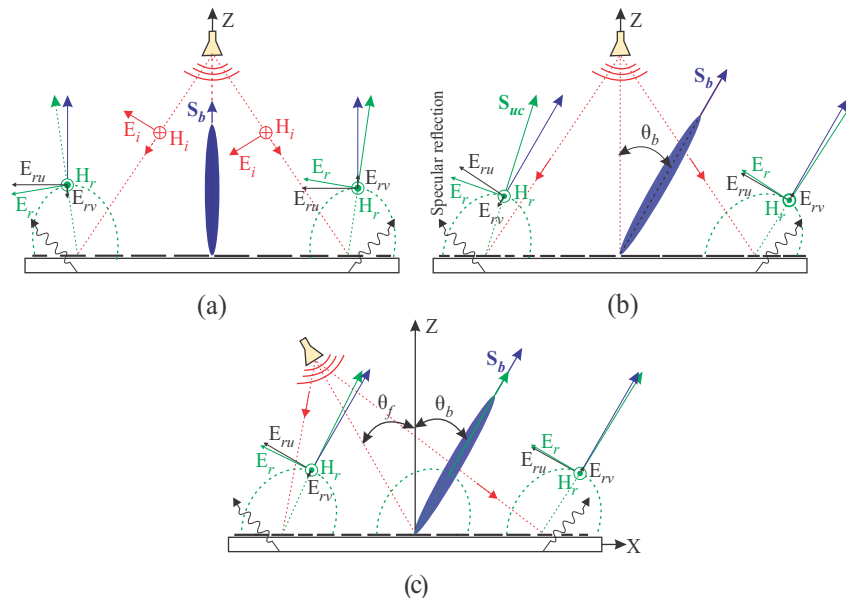 Z
S_b
E_i
H_i
H_i
E_i
E_ru
H_r
E_r
E_rv
E_r
E_rv
E_ru
H_r
(a)
Z
Specular reflection
S_uc
S_b
θ_b
E_ru
E_r
H_r
E_rv
E_r
E_ru
H_r
E_rv
(b)
Z
S_b
θ_f
θ_b
E_ru
E_r
H_r
E_rv
E_r
E_ru
E_rv
H_r
X
(c)